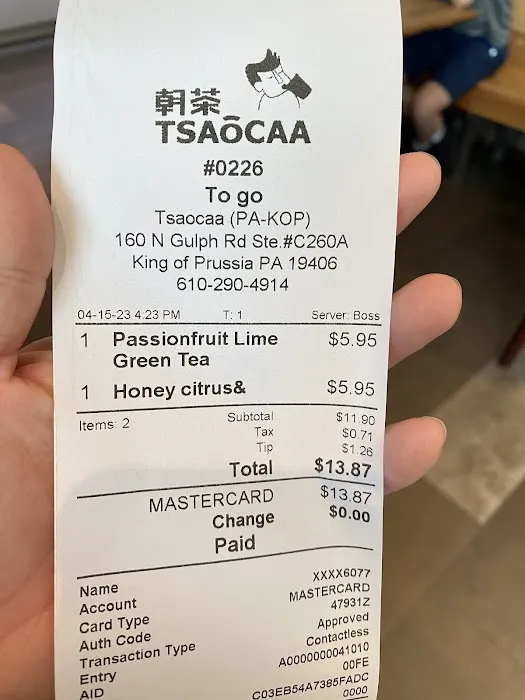 朝茶
TSAōCAA
#0226
To go
Tsaocaa (PA-KOP)
160 N Gulph Rd Ste.#C260A
King of Prussia PA 19406
610-290-4914
04-15-23 4:23 PM T: 1 Server: Boss
1 Passionfruit Lime $5.95
Green Tea
1 Honey citrus& $5.95
Items: 2 Subtotal $11.90
Tax $0.71
Tip $1.26
Total $13.87
MASTERCARD $13.87
Change $0.00
Paid
Name
Account XXXX6077
Card Type MASTERCARD
Auth Code 47931Z
Transaction Type Approved
Entry Contactless
AID A0000000041010
00FE
C03EB54A7385FADC
0000